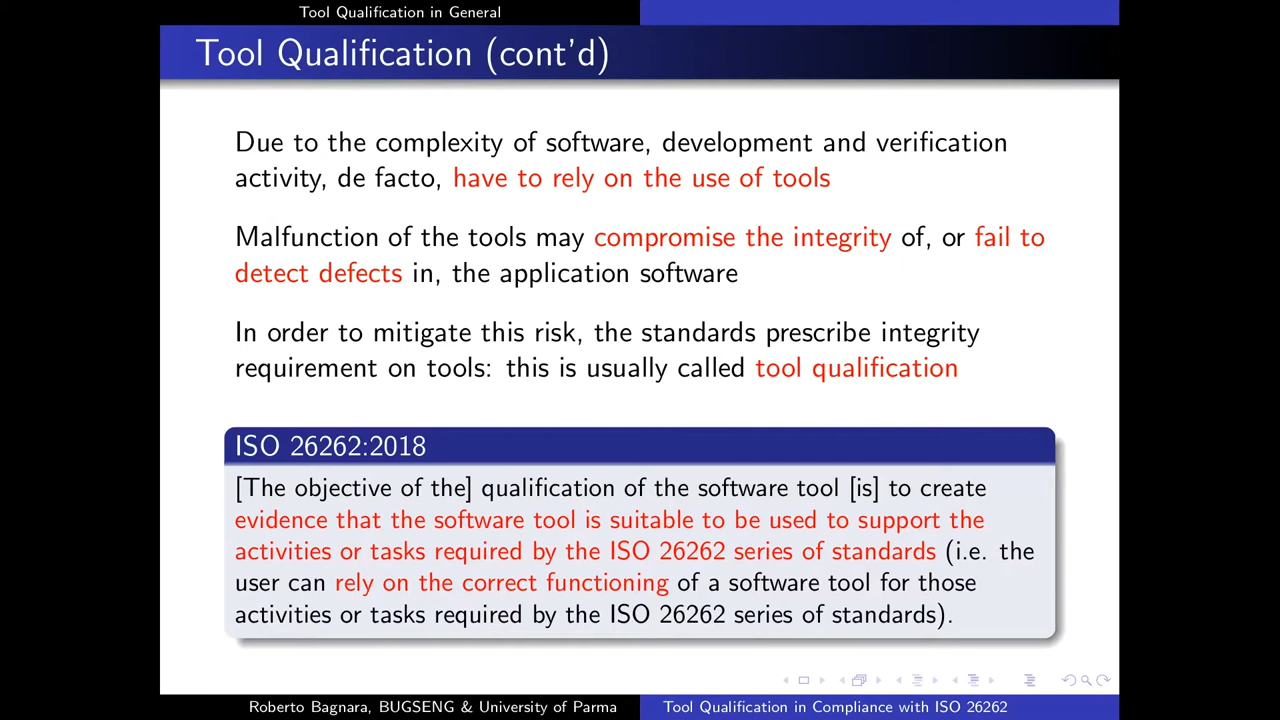 Tool Qualification in General
Tool Qualification (cont'd)
Due to the complexity of software, development and verification
activity, de facto, have to rely on the use of tools
Malfunction of the tools may compromise the integrity of, or fail to
detect defects in, the application software
In order to mitigate this risk, the standards prescribe integrity
requirement on tools: this is usually called tool qualification
ISO 26262:2018
[The objective of the] qualification of the software tool [is] to create
evidence that the software tool is suitable to be used to support the
activities or tasks required by the ISO 26262 series of standards (i.e. the
user can rely on the correct functioning of a software tool for those
activities or tasks required by the ISO 26262 series of standards).
Roberto Bagnara, BUGSENG & University of Parma
Tool Qualification in Compliance with ISO 26262